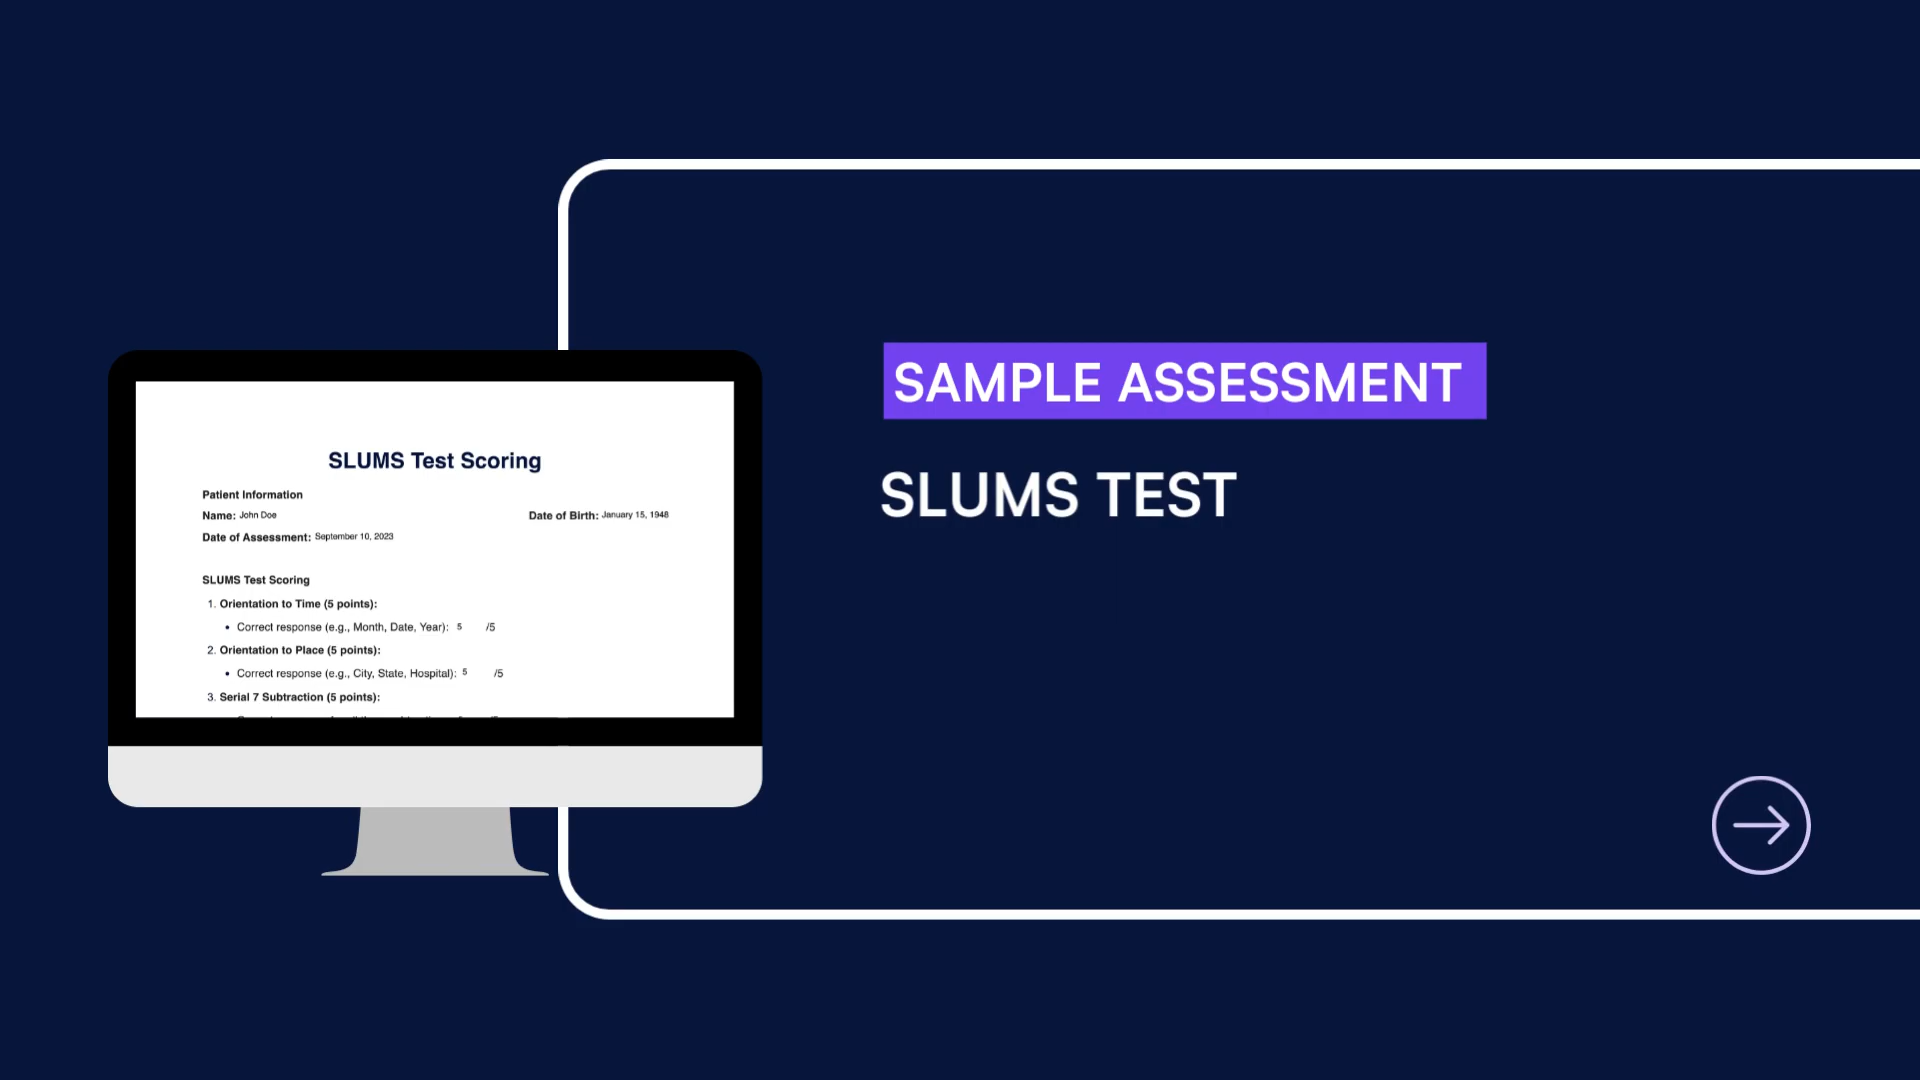 SAMPLE ASSESSMENT
SLUMS TEST
SLUMS Test Scoring
Patient Information
Name: John Doe Date of Birth: January 15, 1948
Date of Assessment: September 10, 2023
SLUMS Test Scoring
1. Orientation to Time (5 points):
• Correct response (e.g., Month, Date, Year): 5 /5
2. Orientation to Place (5 points):
• Correct response (e.g., City, State, Hospital): 5 /5
3. Serial 7 Subtraction (5 points):